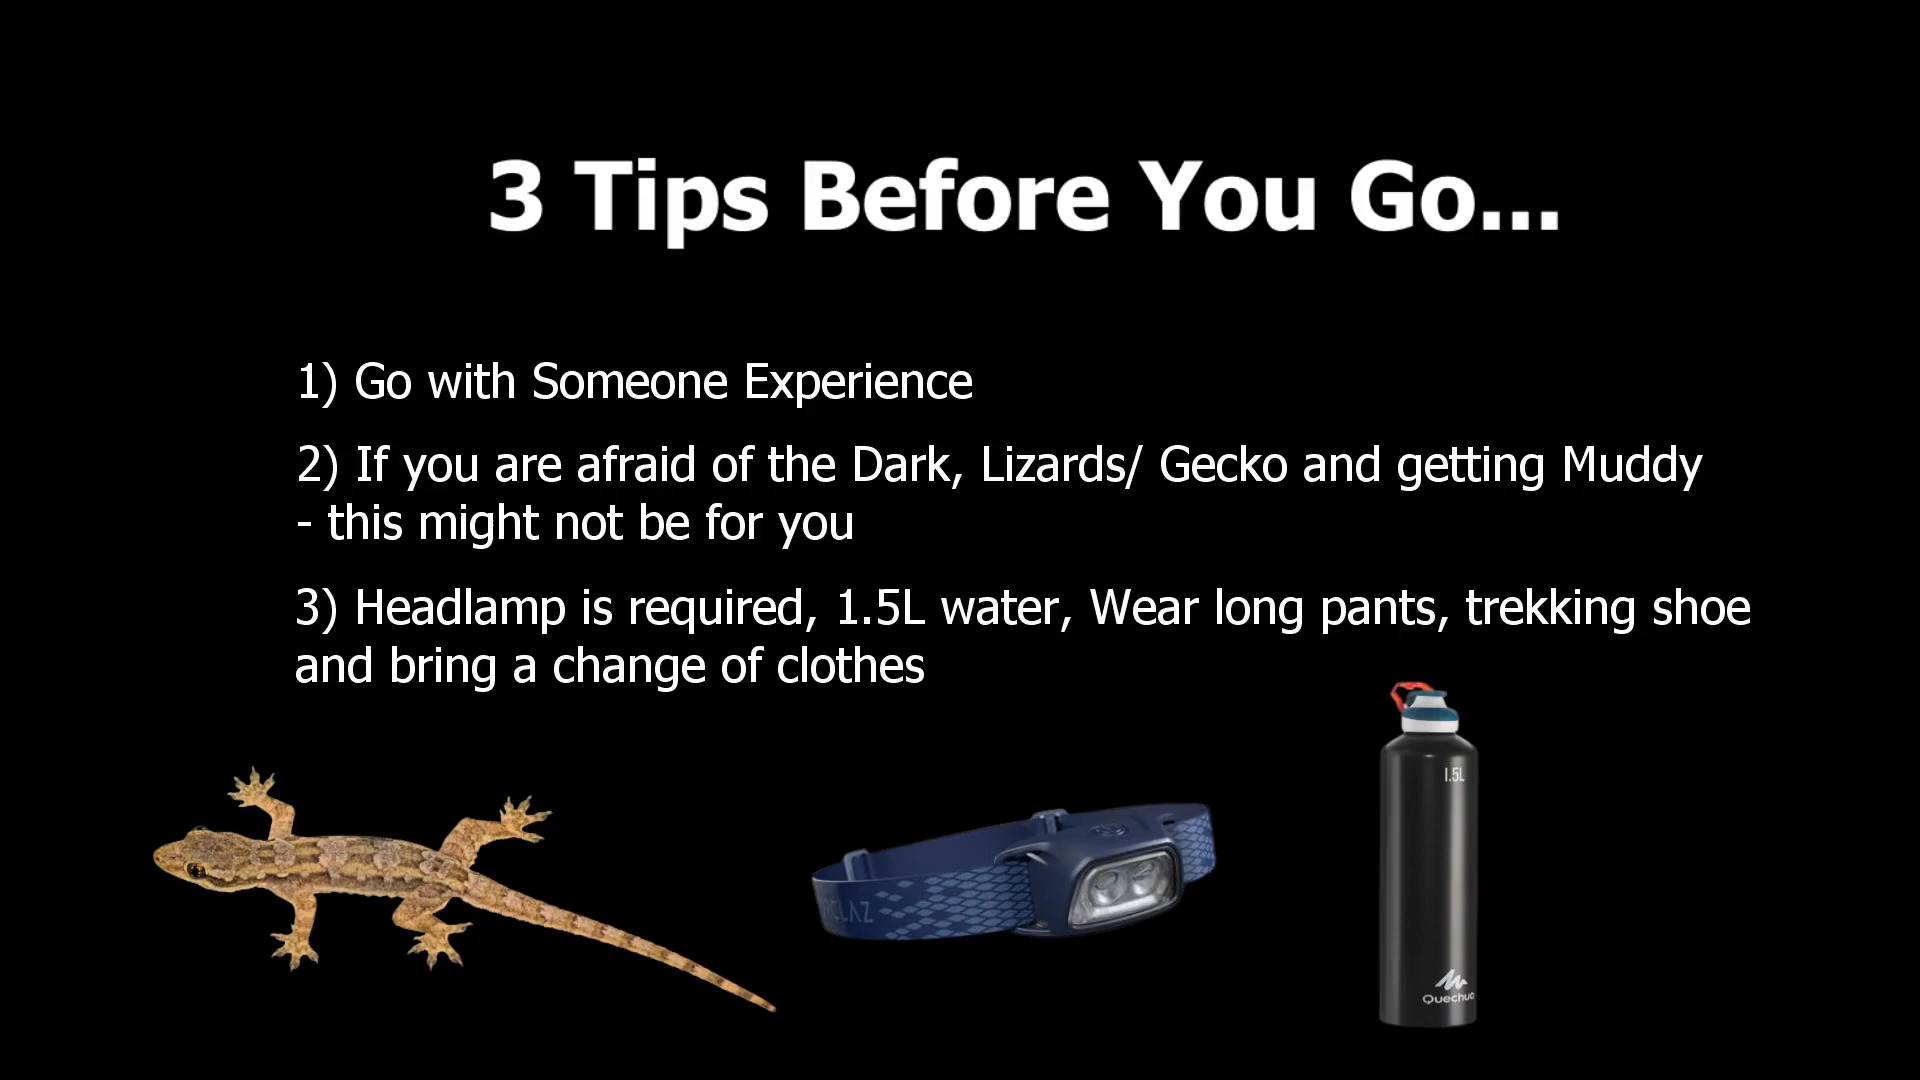 3 Tips Before You Go...
1) Go with Someone Experience
2) If you are afraid of the Dark, Lizards/ Gecko and getting Muddy
- this might not be for you
3) Headlamp is required, 1.5L water, Wear long pants, trekking shoe
and bring a change of clothes
1.5L
Quechua